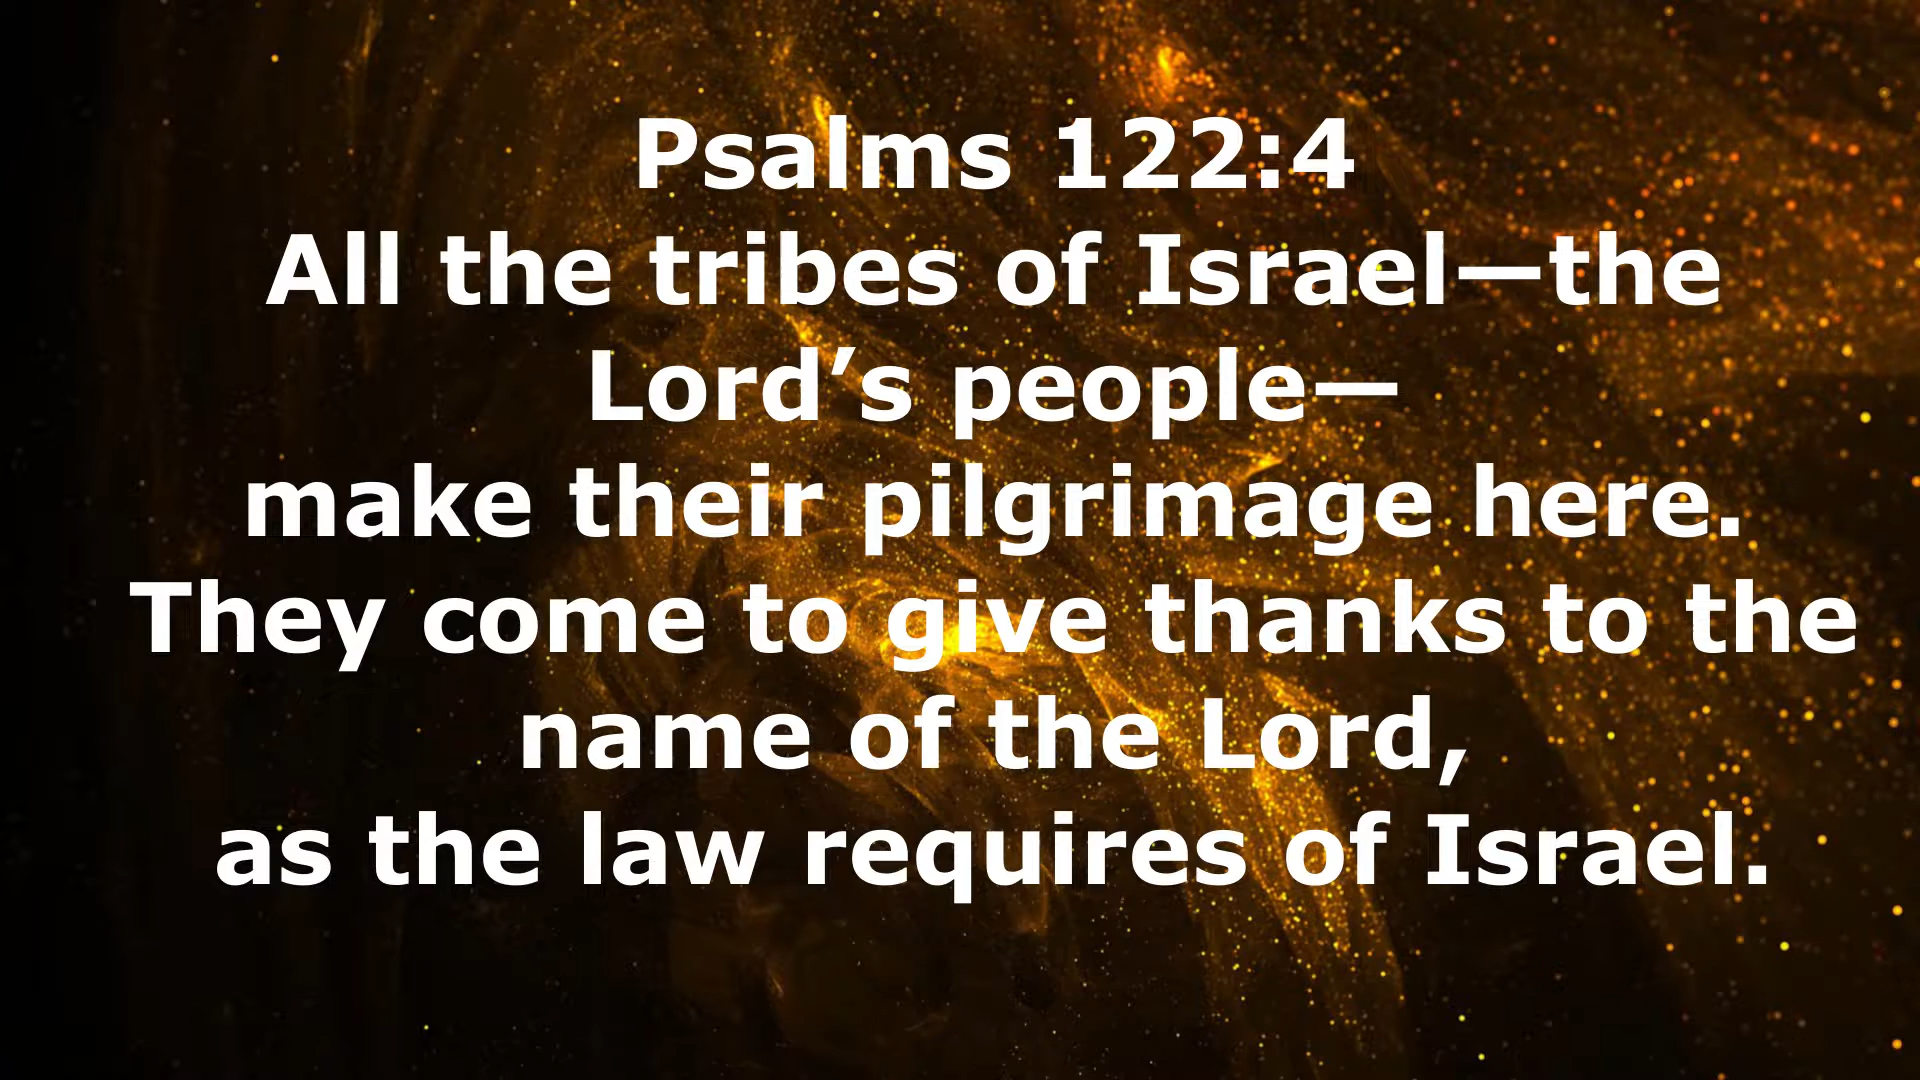 Psalms 122:4
All the tribes of Israel—the
Lord’s people—
make their pilgrimage here.
They come to give thanks to the
name of the Lord,
as the law requires of Israel.